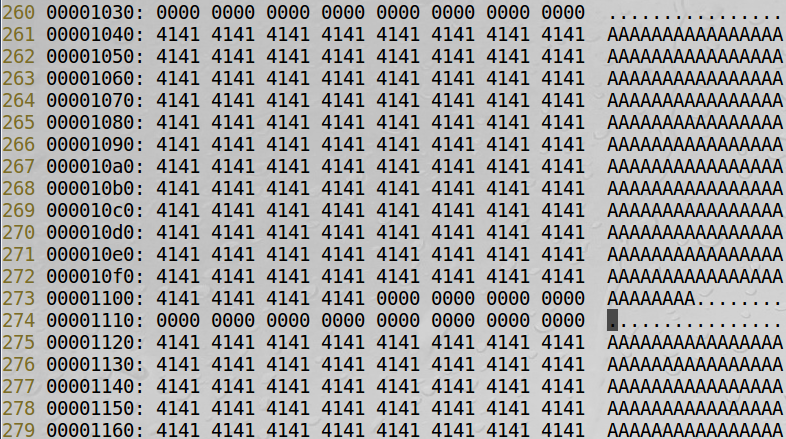 260 00001030: 0000 0000 0000 0000 0000 0000 0000 0000  ................
261 00001040: 4141 4141 4141 4141 4141 4141 4141 4141  AAAAAAAAAAAAAAAA
262 00001050: 4141 4141 4141 4141 4141 4141 4141 4141  AAAAAAAAAAAAAAAA
263 00001060: 4141 4141 4141 4141 4141 4141 4141 4141  AAAAAAAAAAAAAAAA
264 00001070: 4141 4141 4141 4141 4141 4141 4141 4141  AAAAAAAAAAAAAAAA
265 00001080: 4141 4141 4141 4141 4141 4141 4141 4141  AAAAAAAAAAAAAAAA
266 00001090: 4141 4141 4141 4141 4141 4141 4141 4141  AAAAAAAAAAAAAAAA
267 000010a0: 4141 4141 4141 4141 4141 4141 4141 4141  AAAAAAAAAAAAAAAA
268 000010b0: 4141 4141 4141 4141 4141 4141 4141 4141  AAAAAAAAAAAAAAAA
269 000010c0: 4141 4141 4141 4141 4141 4141 4141 4141  AAAAAAAAAAAAAAAA
270 000010d0: 4141 4141 4141 4141 4141 4141 4141 4141  AAAAAAAAAAAAAAAA
271 000010e0: 4141 4141 4141 4141 4141 4141 4141 4141  AAAAAAAAAAAAAAAA
272 000010f0: 4141 4141 4141 4141 4141 4141 4141 4141  AAAAAAAAAAAAAAAA
273 00001100: 4141 4141 4141 4141 0000 0000 0000 0000  AAAAAAAA........
274 00001110: 0000 0000 0000 0000 0000 0000 0000 0000  ................
275 00001120: 4141 4141 4141 4141 4141 4141 4141 4141  AAAAAAAAAAAAAAAA
276 00001130: 4141 4141 4141 4141 4141 4141 4141 4141  AAAAAAAAAAAAAAAA
277 00001140: 4141 4141 4141 4141 4141 4141 4141 4141  AAAAAAAAAAAAAAAA
278 00001150: 4141 4141 4141 4141 4141 4141 4141 4141  AAAAAAAAAAAAAAAA
279 00001160: 4141 4141 4141 4141 4141 4141 4141 4141  AAAAAAAAAAAAAAAA